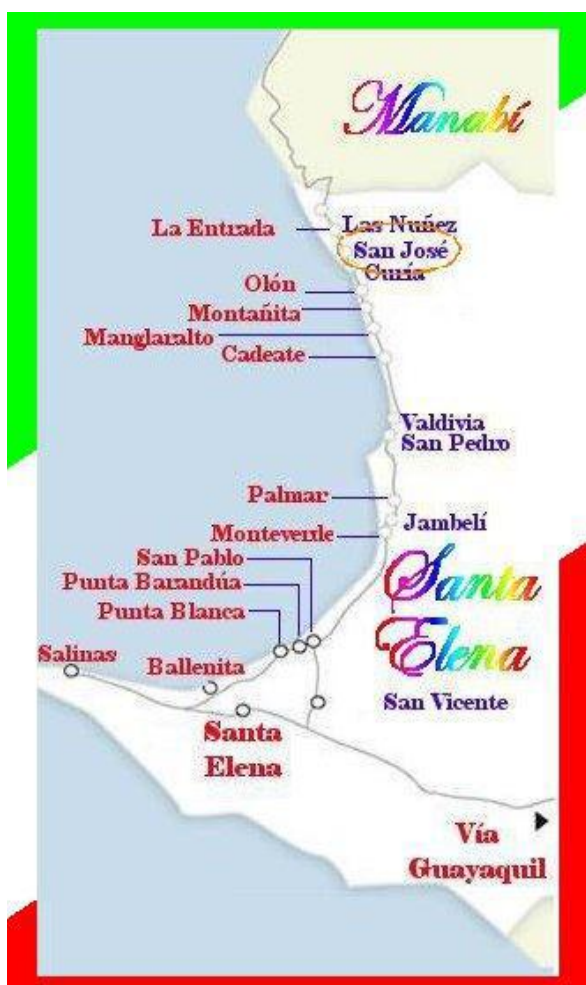 Manabí
La Entrada
Las Nuñez
San José
Curía
Olón
Montañita
Manglaralto
Cadeate
Valdivia
San Pedro
Palmar
Jambelí
Monteverde
San Pablo
Punta Barandúa
Punta Blanca
Santa
Elena
Salinas
Ballenita
San Vicente
Santa
Elena
Vía
Guayaquil